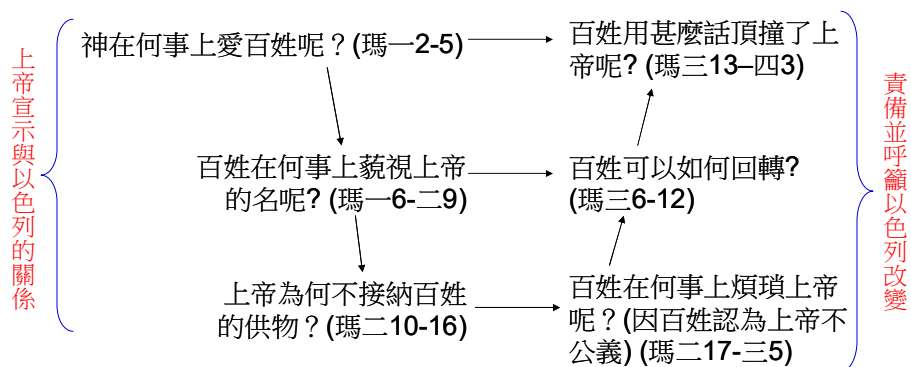 上帝宣示與以色列的關係
神在何事上愛百姓呢？(瑪一2-5)
百姓在何事上藐視上帝
的名呢? (瑪一6-二9)
上帝為何不接納百姓
的供物？(瑪二10-16)
百姓用甚麼話頂撞了上
帝呢? (瑪三13–四3)
百姓可以如何回轉?
(瑪三6-12)
百姓在何事上煩瑣上帝
呢？(因百姓認為上帝不
公義) (瑪二17-三5)
責備並呼籲以色列改變